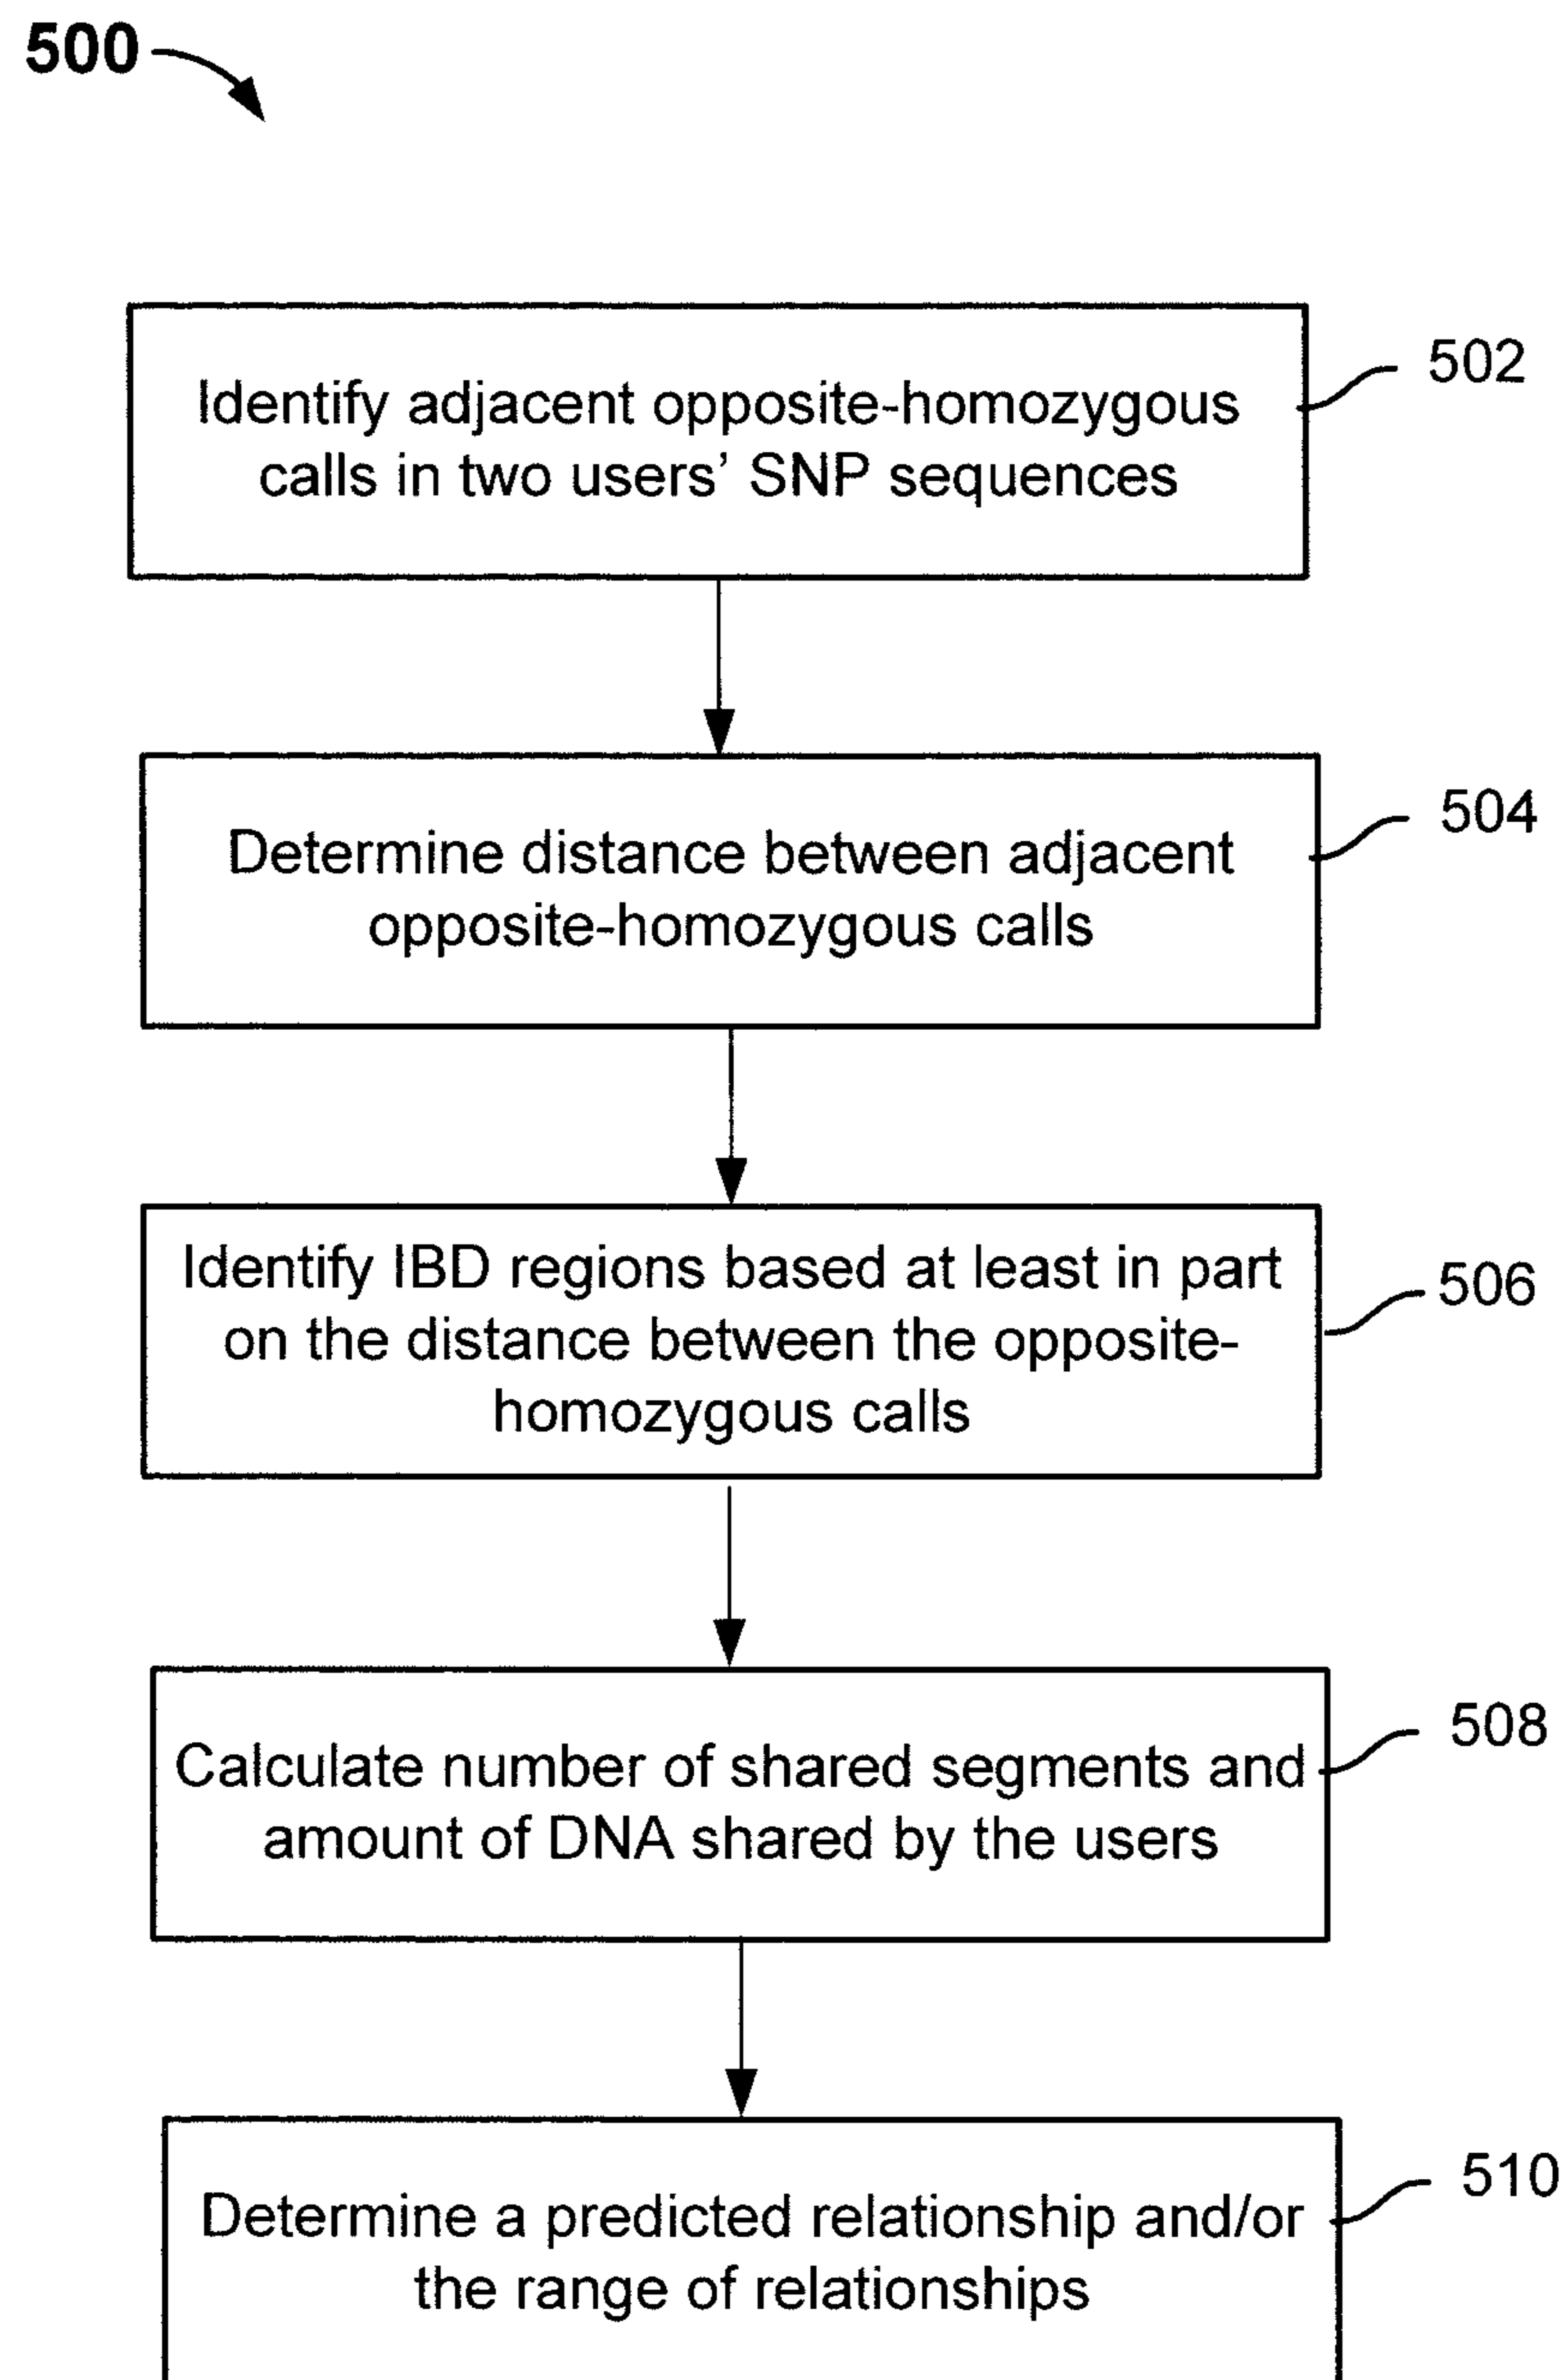 500
Identify adjacent opposite-homozygous
calls in two users’ SNP sequences
502
Determine distance between adjacent
opposite-homozygous calls
504
Identify IBD regions based at least in part
on the distance between the opposite-
homozygous calls
506
Calculate number of shared segments and
amount of DNA shared by the users
508
Determine a predicted relationship and/or
the range of relationships
510